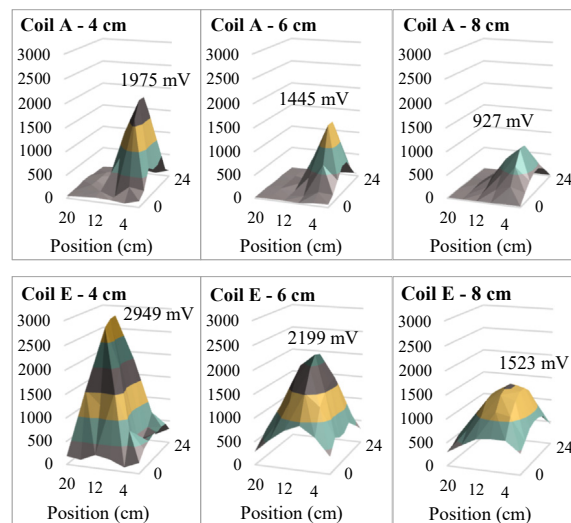 Coil A - 4 cm
3000
2500
2000
1500
1000
500
0
1975 mV
20 12 4
0
24
Position (cm)
Coil A - 6 cm
3000
2500
2000
1500
1000
500
0
1445 mV
20 12 4
0
24
Position (cm)
Coil A - 8 cm
3000
2500
2000
1500
1000
500
0
927 mV
20 12 4
0
24
Position (cm)
Coil E - 4 cm
3000
2500
2000
1500
1000
500
0
2949 mV
20 12 4
0
24
Position (cm)
Coil E - 6 cm
3000
2500
2000
1500
1000
500
0
2199 mV
20 12 4
0
24
Position (cm)
Coil E - 8 cm
3000
2500
2000
1500
1000
500
0
1523 mV
20 12 4
0
24
Position (cm)